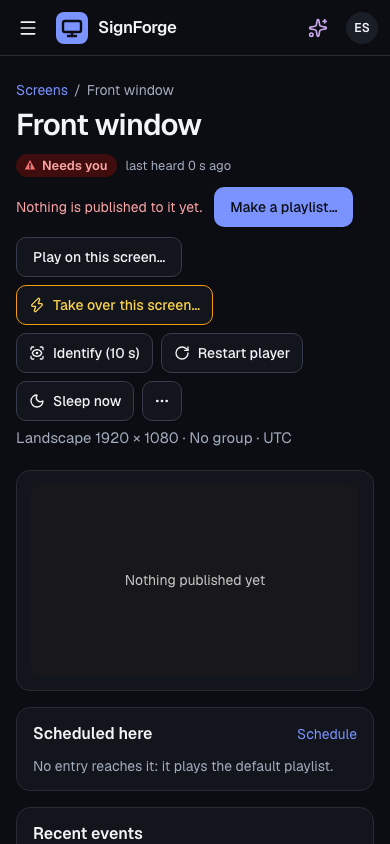 SignForge
ES
Screens / Front window
Front window
Needs you last heard 0 s ago
Nothing is published to it yet. Make a playlist...
Play on this screen...
Take over this screen...
Identify (10 s) Restart player
Sleep now ...
Landscape 1920 × 1080 · No group · UTC
Nothing published yet
Scheduled here Schedule
No entry reaches it: it plays the default playlist.
Recent events